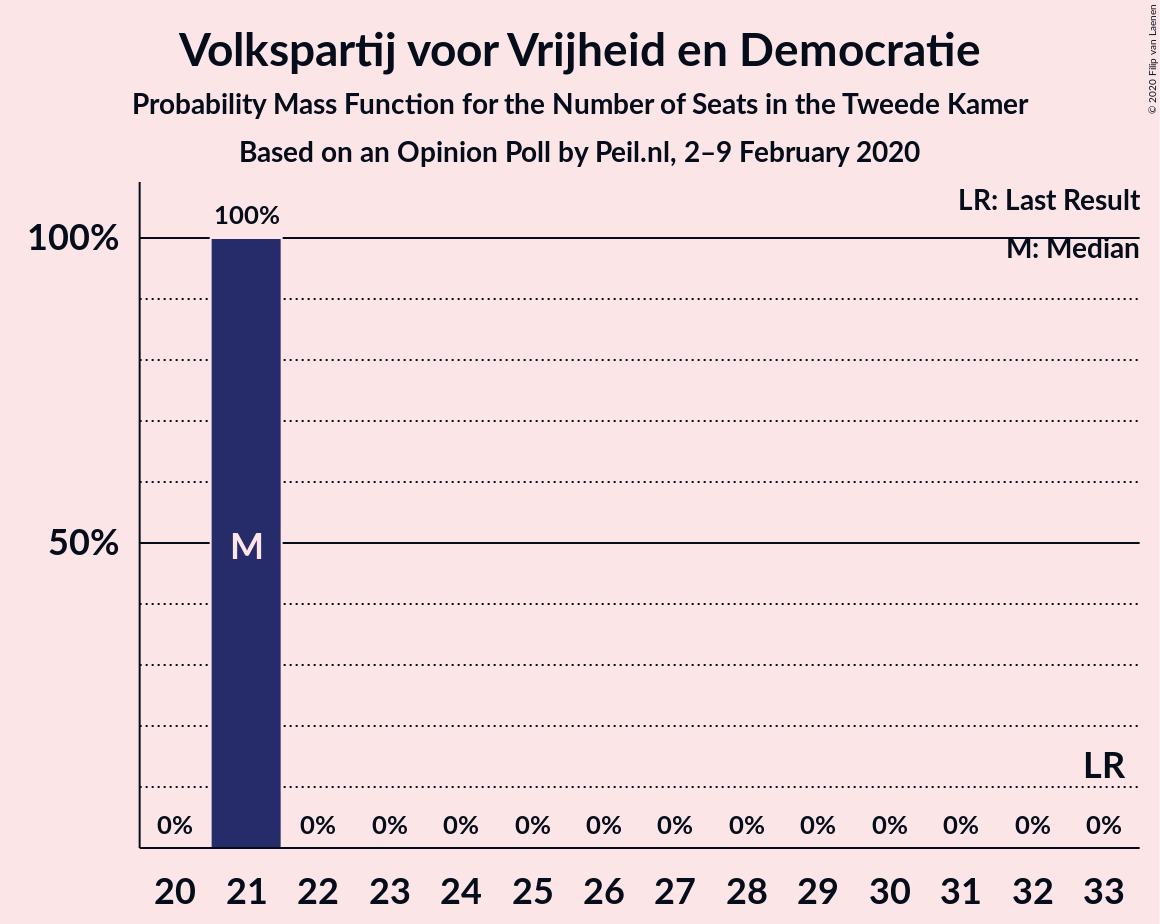 Volkspartij voor Vrijheid en Democratie
Probability Mass Function for the Number of Seats in the Tweede Kamer
Based on an Opinion Poll by Peil.nl, 2–9 February 2020
© 2020 Filip van Laenen
LR: Last Result
M: Median
100%
100%
50%
M
LR
0% 0% 0% 0% 0% 0% 0% 0% 0% 0% 0% 0% 0%
20 21 22 23 24 25 26 27 28 29 30 31 32 33